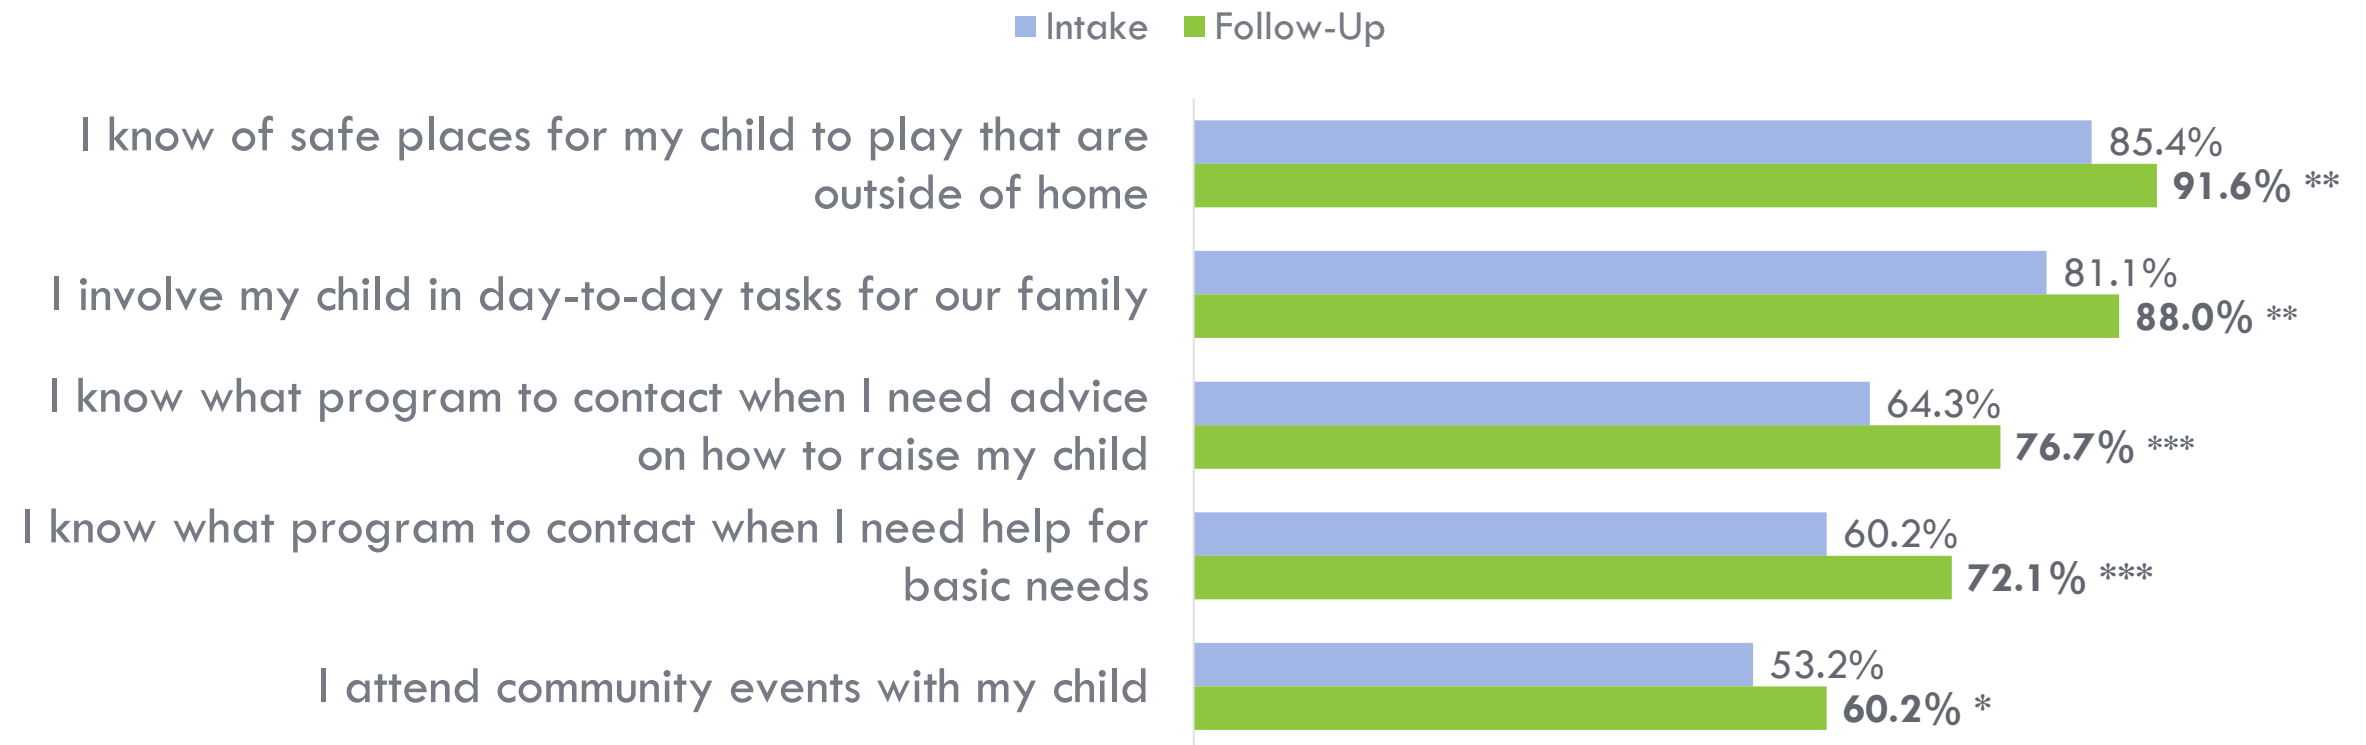 Intake Follow-Up
I know of safe places for my child to play that are
outside of home
85.4%
91.6% **
I involve my child in day-to-day tasks for our family
81.1%
88.0% **
I know what program to contact when I need advice
on how to raise my child
64.3%
76.7% ***
I know what program to contact when I need help for
basic needs
60.2%
72.1% ***
I attend community events with my child
53.2%
60.2% *